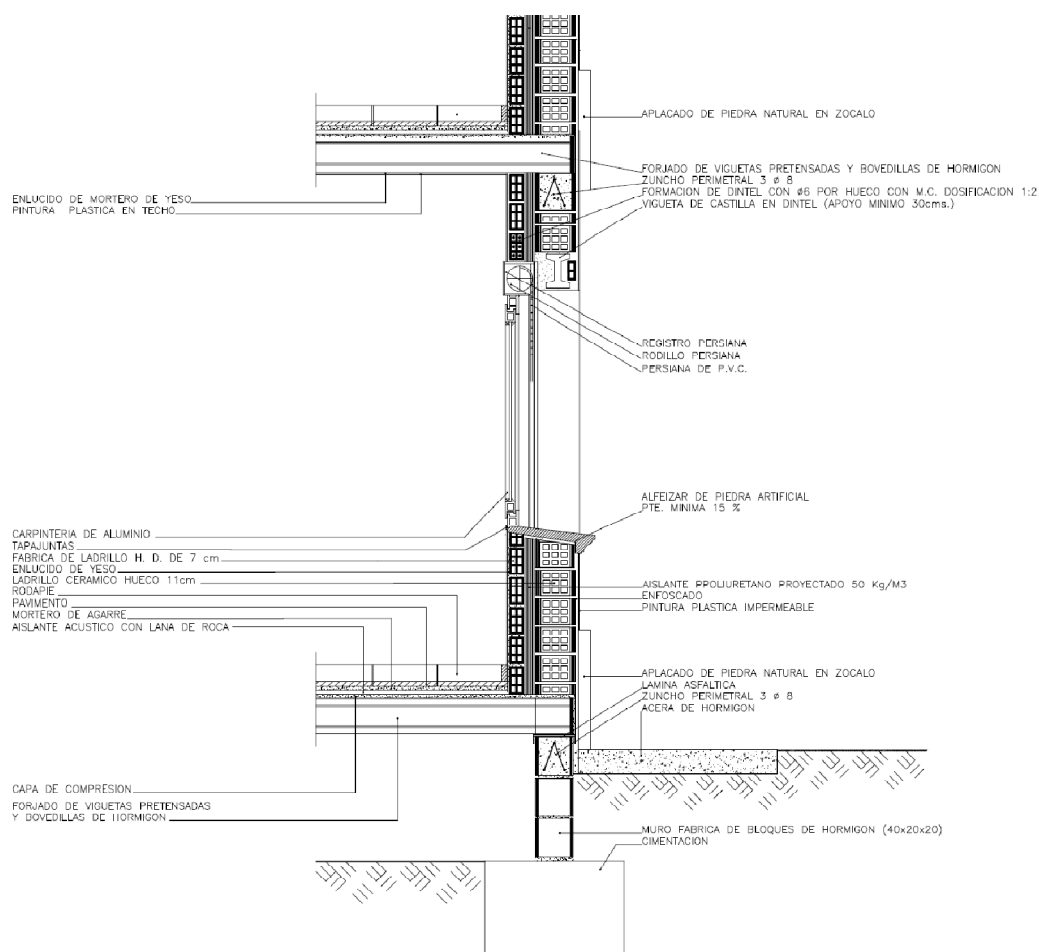 APLACADO DE PIEDRA NATURAL EN ZOCALO
FORJADO DE VIGUETAS PRETENSADAS Y BOVEDILLAS DE HORMIGON
ZUNCHO PERIMETRAL 3 ø 8
FORMACION DE DINTEL CON ø6 POR HUECO CON M.C. DOSIFICACION 1:2
VIGUETA DE CASTILLA EN DINTEL (APOYO MINIMO 30cms.)
ENLUCIDO DE MORTERO DE YESO
PINTURA PLASTICA EN TECHO
REGISTRO PERSIANA
RODILLO PERSIANA
PERSIANA DE P.V.C.
ALFEIZAR DE PIEDRA ARTIFICIAL
PTE. MINIMA 15 %
CARPINTERIA DE ALUMINIO
TAPAJUNTAS
FABRICA DE LADRILLO H. D. DE 7 cm
ENLUCIDO DE YESO
LADRILLO CERAMICO HUECO 11cm
RODAPIE
PAVIMENTO
MORTERO DE AGARRE
AISLANTE ACUSTICO CON LANA DE ROCA
AISLANTE PPOLIURETANO PROYECTADO 50 Kg/M3
ENFOSCADO
PINTURA PLASTICA IMPERMEABLE
APLACADO DE PIEDRA NATURAL EN ZOCALO
LAMINA ASFALTICA
ZUNCHO PERIMETRAL 3 ø 8
ACERA DE HORMIGON
CAPA DE COMPRESION
FORJADO DE VIGUETAS PRETENSADAS
Y BOVEDILLAS DE HORMIGON
MURO FABRICA DE BLOQUES DE HORMIGON (40x20x20)
CIMENTACION